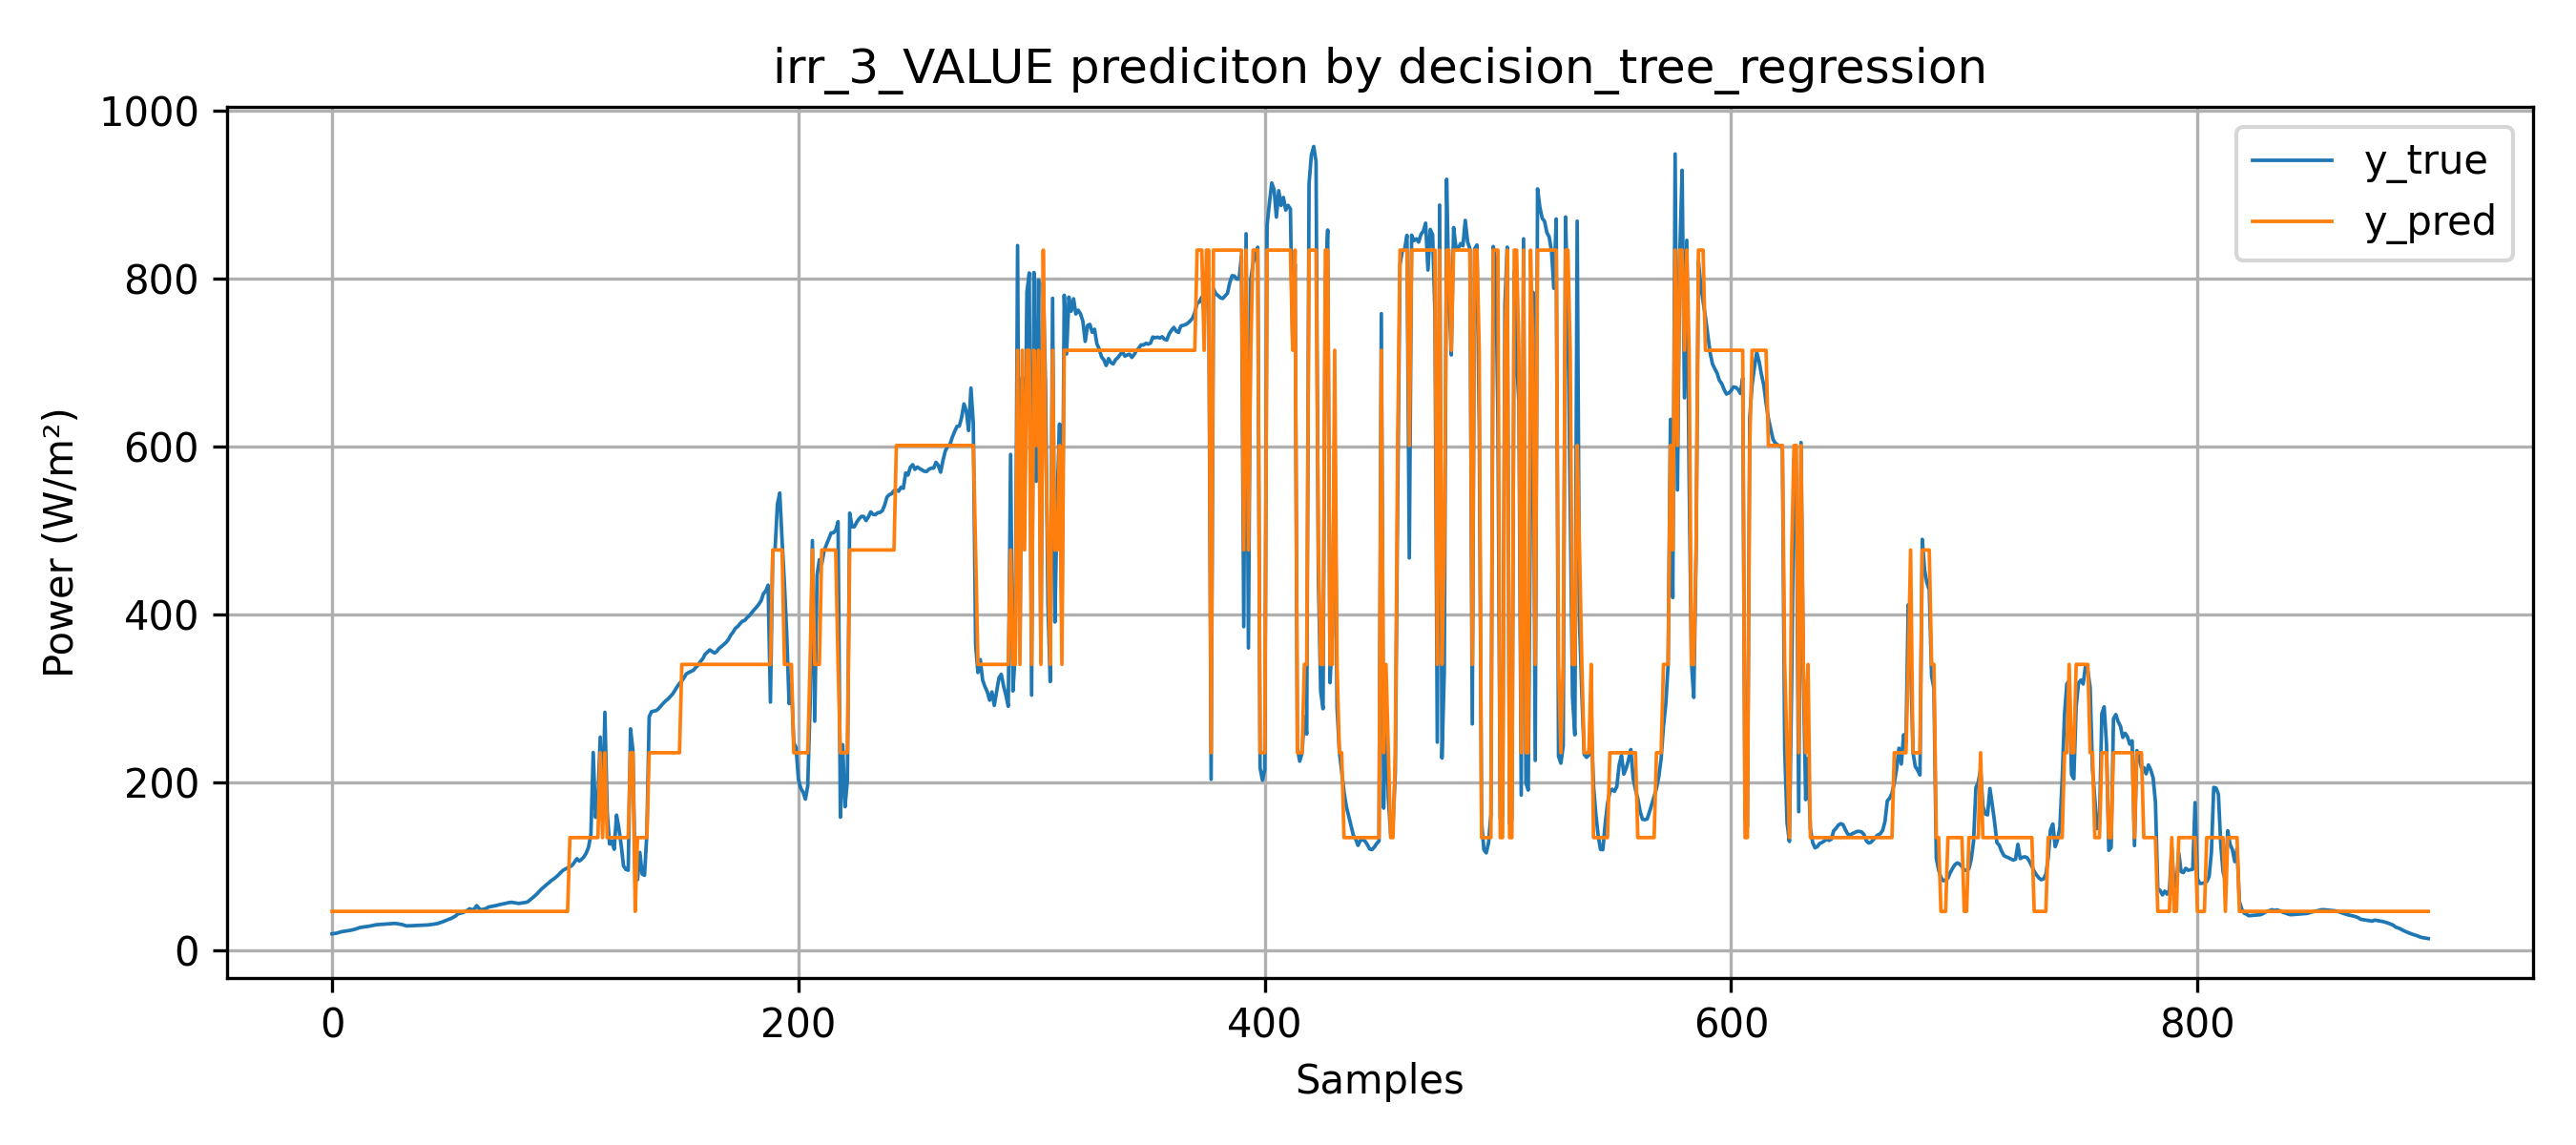 irr_3_VALUE prediciton by decision_tree_regression
1000
800
600
400
200
0
Power (W/m²)
y_true
y_pred
0 200 400 600 800
Samples